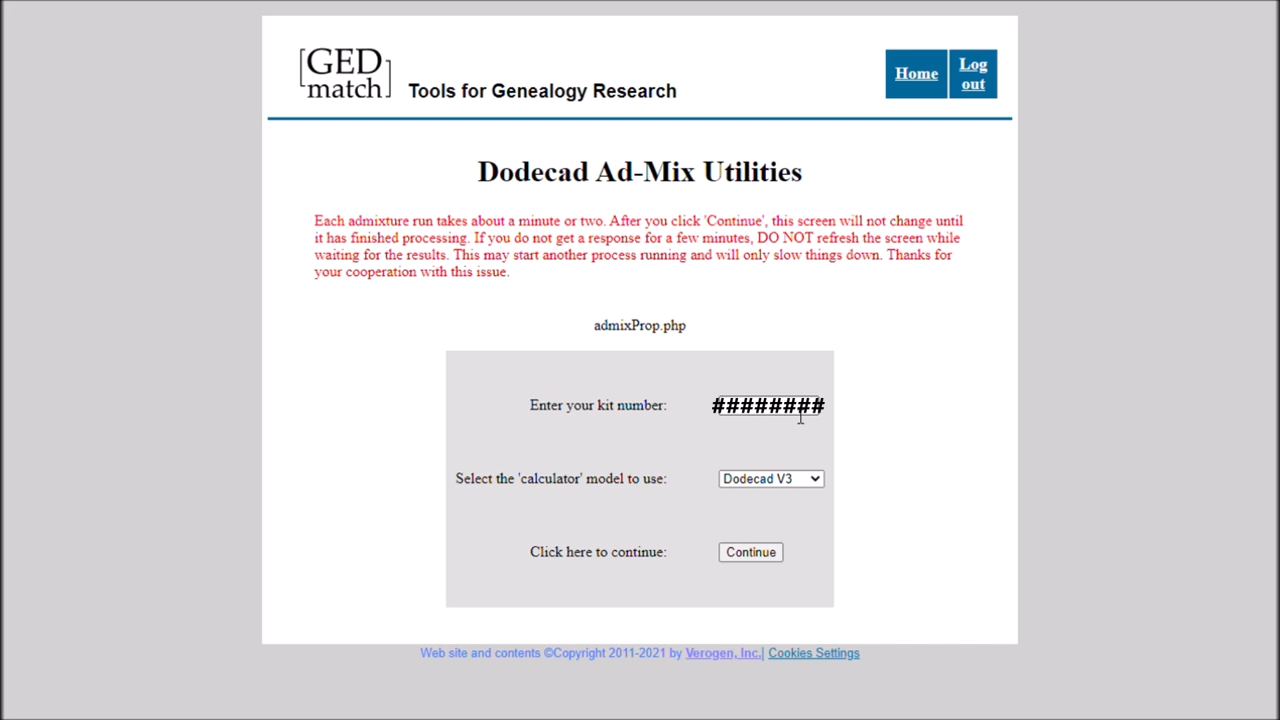 [GED
match]
Tools for Genealogy Research
Home
Log
out
Dodecad Ad-Mix Utilities
Each admixture run takes about a minute or two. After you click 'Continue', this screen will not change until
it has finished processing. If you do not get a response for a few minutes, DO NOT refresh the screen while
waiting for the results. This may start another process running and will only slow things down. Thanks for
your cooperation with this issue.
admixProp.php
Enter your kit number: ########
Select the 'calculator' model to use: Dodecad V3
Click here to continue: Continue
Web site and contents ©Copyright 2011-2021 by Verogen, Inc.| Cookies Settings